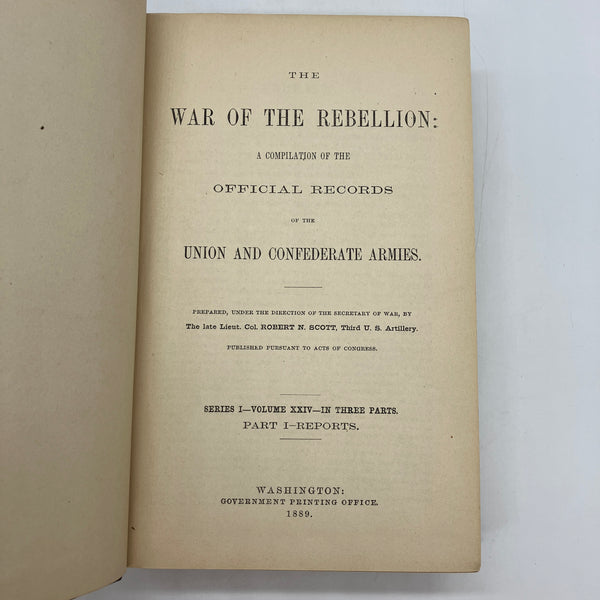 THE
WAR OF THE REBELLION:
A COMPILATION OF THE
OFFICIAL RECORDS
OF THE
UNION AND CONFEDERATE ARMIES.
PREPARED, UNDER THE DIRECTION OF THE SECRETARY OF WAR, BY
The late Lieut. Col. ROBERT N. SCOTT, Third U. S. Artillery.
PUBLISHED PURSUANT TO ACTS OF CONGRESS.
SERIES I—VOLUME XXIV—IN THREE PARTS.
PART I—REPORTS.
WASHINGTON:
GOVERNMENT PRINTING OFFICE.
1889.